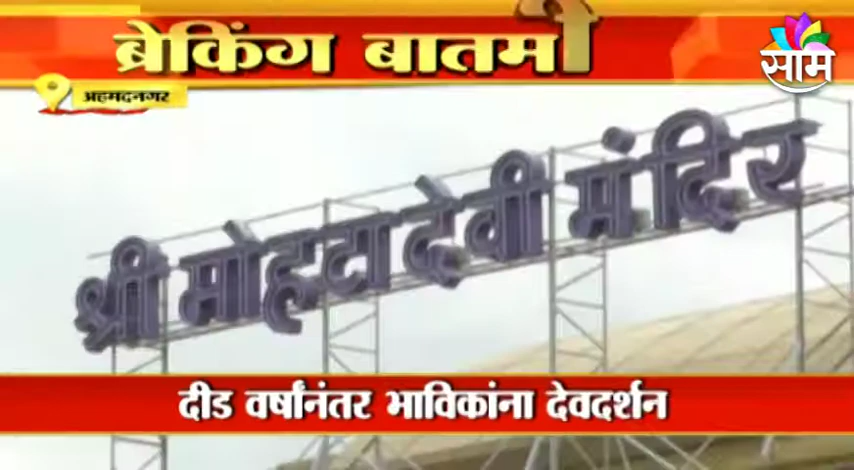 ब्रेकिंग बातमी
साम
अहमदनगर
श्री मोहटादेवी मंदिर
दीड वर्षांनंतर भाविकांना देवदर्शन